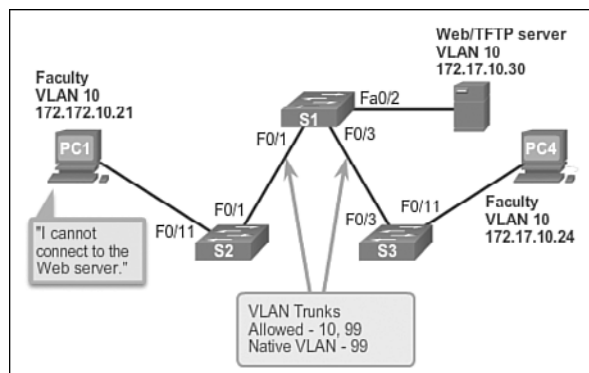 Web/TFTP server
VLAN 10
172.17.10.30
Faculty
VLAN 10
172.172.10.21
Fa0/2
S1
PC1
F0/1
F0/3
PC4
"I cannot
connect to the
Web server."
F0/11
F0/1
S2
F0/3
F0/11
S3
Faculty
VLAN 10
172.17.10.24
VLAN Trunks
Allowed - 10, 99
Native VLAN - 99